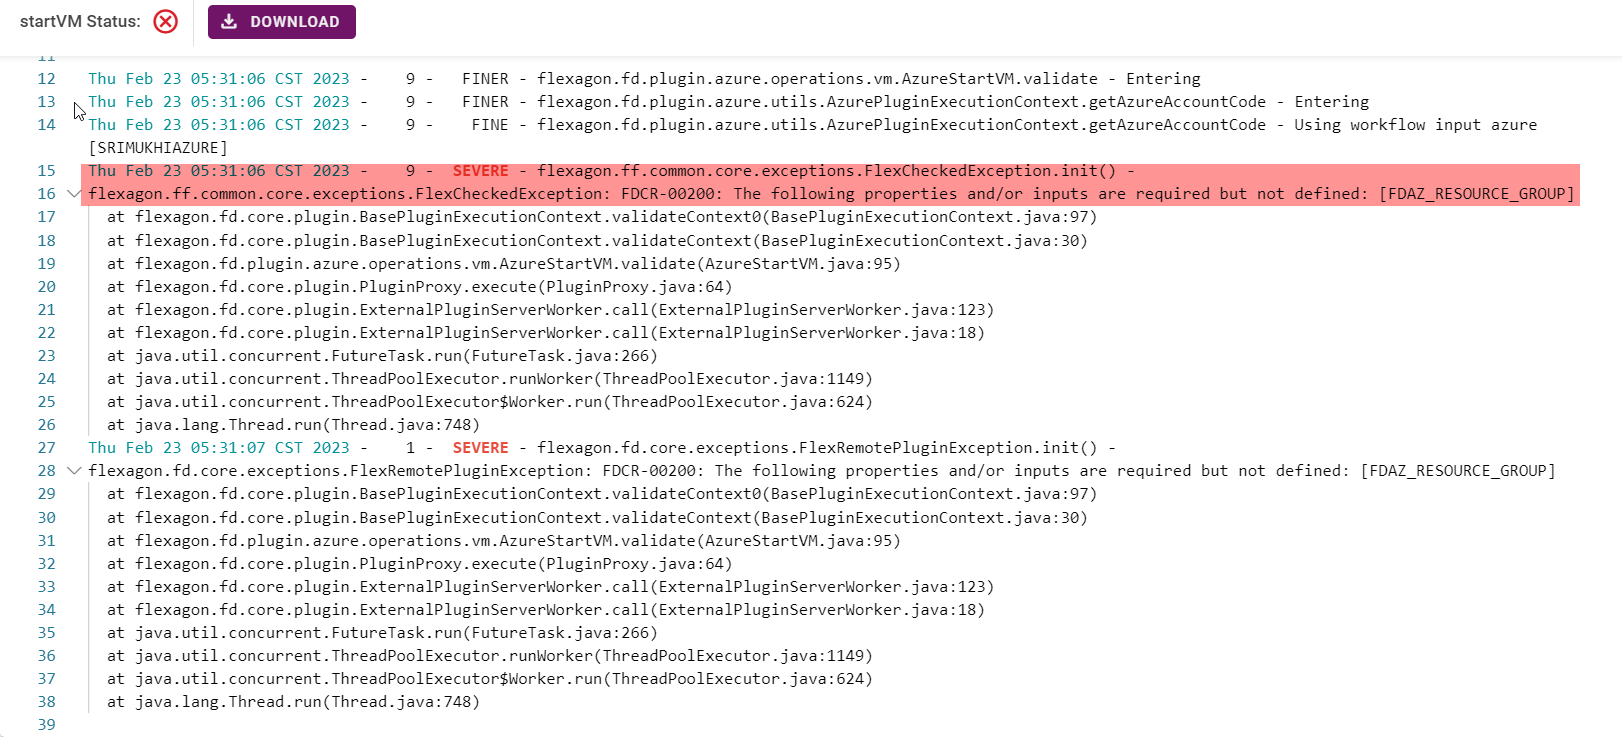 startVM Status: DOWNLOAD
11
12 Thu Feb 23 05:31:06 CST 2023 - 9 - FINER - flexagon.fd.plugin.azure.operations.vm.AzureStartVM.validate - Entering
13 Thu Feb 23 05:31:06 CST 2023 - 9 - FINER - flexagon.fd.plugin.azure.utils.AzurePluginExecutionContext.getAzureAccountCode - Entering
14 Thu Feb 23 05:31:06 CST 2023 - 9 - FINE - flexagon.fd.plugin.azure.utils.AzurePluginExecutionContext.getAzureAccountCode - Using workflow input azure
[SRIMUKHIAZURE]
15 Thu Feb 23 05:31:06 CST 2023 - 9 - SEVERE - flexagon.ff.common.core.exceptions.FlexCheckedException.init() -
16 flexagon.ff.common.core.exceptions.FlexCheckedException: FDCR-00200: The following properties and/or inputs are required but not defined: [FDAZ_RESOURCE_GROUP]
17 at flexagon.fd.core.plugin.BasePluginExecutionContext.validateContext0(BasePluginExecutionContext.java:97)
18 at flexagon.fd.core.plugin.BasePluginExecutionContext.validateContext(BasePluginExecutionContext.java:30)
19 at flexagon.fd.plugin.azure.operations.vm.AzureStartVM.validate(AzureStartVM.java:95)
20 at flexagon.fd.core.plugin.PluginProxy.execute(PluginProxy.java:64)
21 at flexagon.fd.core.plugin.ExternalPluginServerWorker.call(ExternalPluginServerWorker.java:123)
22 at flexagon.fd.core.plugin.ExternalPluginServerWorker.call(ExternalPluginServerWorker.java:18)
23 at java.util.concurrent.FutureTask.run(FutureTask.java:266)
24 at java.util.concurrent.ThreadPoolExecutor.runWorker(ThreadPoolExecutor.java:1149)
25 at java.util.concurrent.ThreadPoolExecutor$Worker.run(ThreadPoolExecutor.java:624)
26 at java.lang.Thread.run(Thread.java:748)
27 Thu Feb 23 05:31:07 CST 2023 - 1 - SEVERE - flexagon.fd.core.exceptions.FlexRemotePluginException.init() -
28 flexagon.fd.core.exceptions.FlexRemotePluginException: FDCR-00200: The following properties and/or inputs are required but not defined: [FDAZ_RESOURCE_GROUP]
29 at flexagon.fd.core.plugin.BasePluginExecutionContext.validateContext0(BasePluginExecutionContext.java:97)
30 at flexagon.fd.core.plugin.BasePluginExecutionContext.validateContext(BasePluginExecutionContext.java:30)
31 at flexagon.fd.plugin.azure.operations.vm.AzureStartVM.validate(AzureStartVM.java:95)
32 at flexagon.fd.core.plugin.PluginProxy.execute(PluginProxy.java:64)
33 at flexagon.fd.core.plugin.ExternalPluginServerWorker.call(ExternalPluginServerWorker.java:123)
34 at flexagon.fd.core.plugin.ExternalPluginServerWorker.call(ExternalPluginServerWorker.java:18)
35 at java.util.concurrent.FutureTask.run(FutureTask.java:266)
36 at java.util.concurrent.ThreadPoolExecutor.runWorker(ThreadPoolExecutor.java:1149)
37 at java.util.concurrent.ThreadPoolExecutor$Worker.run(ThreadPoolExecutor.java:624)
38 at java.lang.Thread.run(Thread.java:748)
39